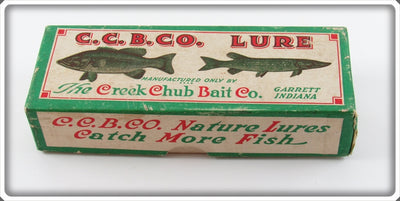 C.C.B.CO. LURE
MANUFACTURED ONLY BY
The Creek Chub Bait Co.
GARRETT
INDIANA
C.C.B.CO. Nature Lures
Catch More Fish